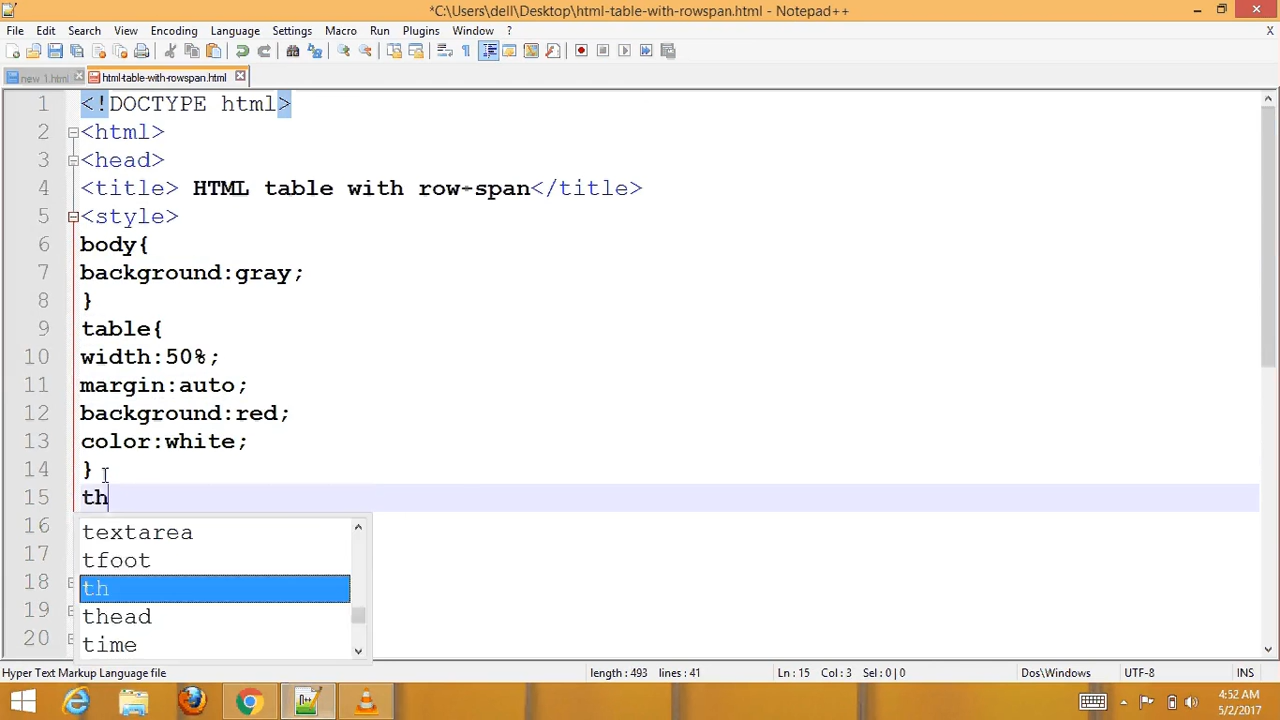 *C:\Users\dell\Desktop\html-table-with-rowspan.html - Notepad++
File Edit Search View Encoding Language Settings Macro Run Plugins Window ? X
new 1.html html-table-with-rowspan.html
1 <!DOCTYPE html>
2 <html>
3 <head>
4 <title> HTML table with row-span</title>
5 <style>
6 body{
7 background:gray;
8 }
9 table{
10 width:50%;
11 margin:auto;
12 background:red;
13 color:white;
14 }
15 th
16 textarea
17 tfoot
18 th
19 thead
20 time
Hyper Text Markup Language file length : 493 lines : 41 Ln : 15 Col : 3 Sel : 0 | 0 Dos\Windows UTF-8 INS
4:52 AM
5/2/2017